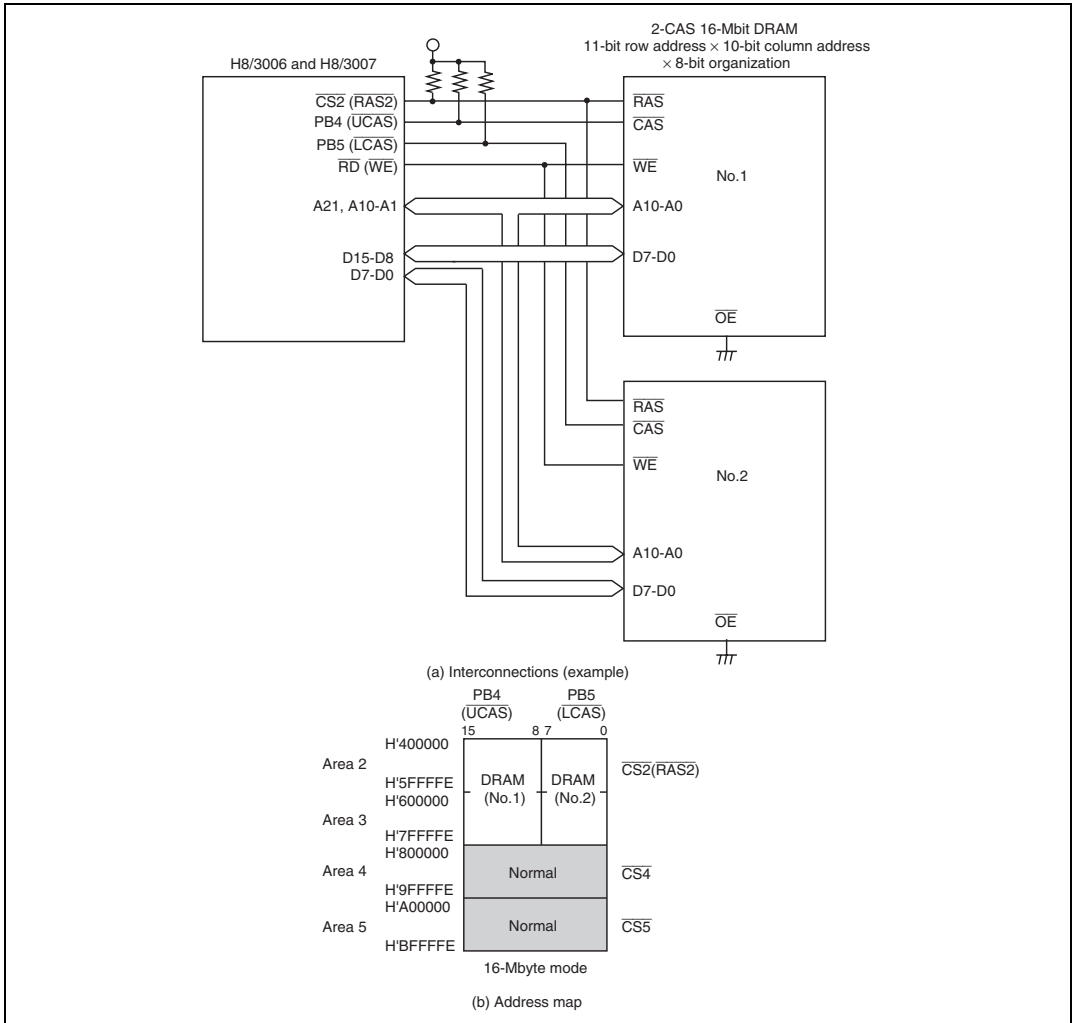 2-CAS 16-Mbit DRAM
11-bit row address × 10-bit column address
× 8-bit organization
H8/3006 and H8/3007
CS2 (RAS2)
PB4 (UCAS)
PB5 (LCAS)
RD (WE)
A21, A10-A1
D15-D8
D7-D0
RAS
CAS
WE
No.1
A10-A0
D7-D0
OE
RAS
CAS
WE
No.2
A10-A0
D7-D0
OE
(a) Interconnections (example)
PB4 PB5
(UCAS) (LCAS)
15 8 7 0
H'400000
Area 2
CS2(RAS2)
H'5FFFFE
H'600000
DRAM DRAM
(No.1) (No.2)
Area 3
H'7FFFFE
H'800000
Area 4 Normal CS4
H'9FFFFE
H'A00000
Area 5 Normal CS5
H'BFFFFE
16-Mbyte mode
(b) Address map